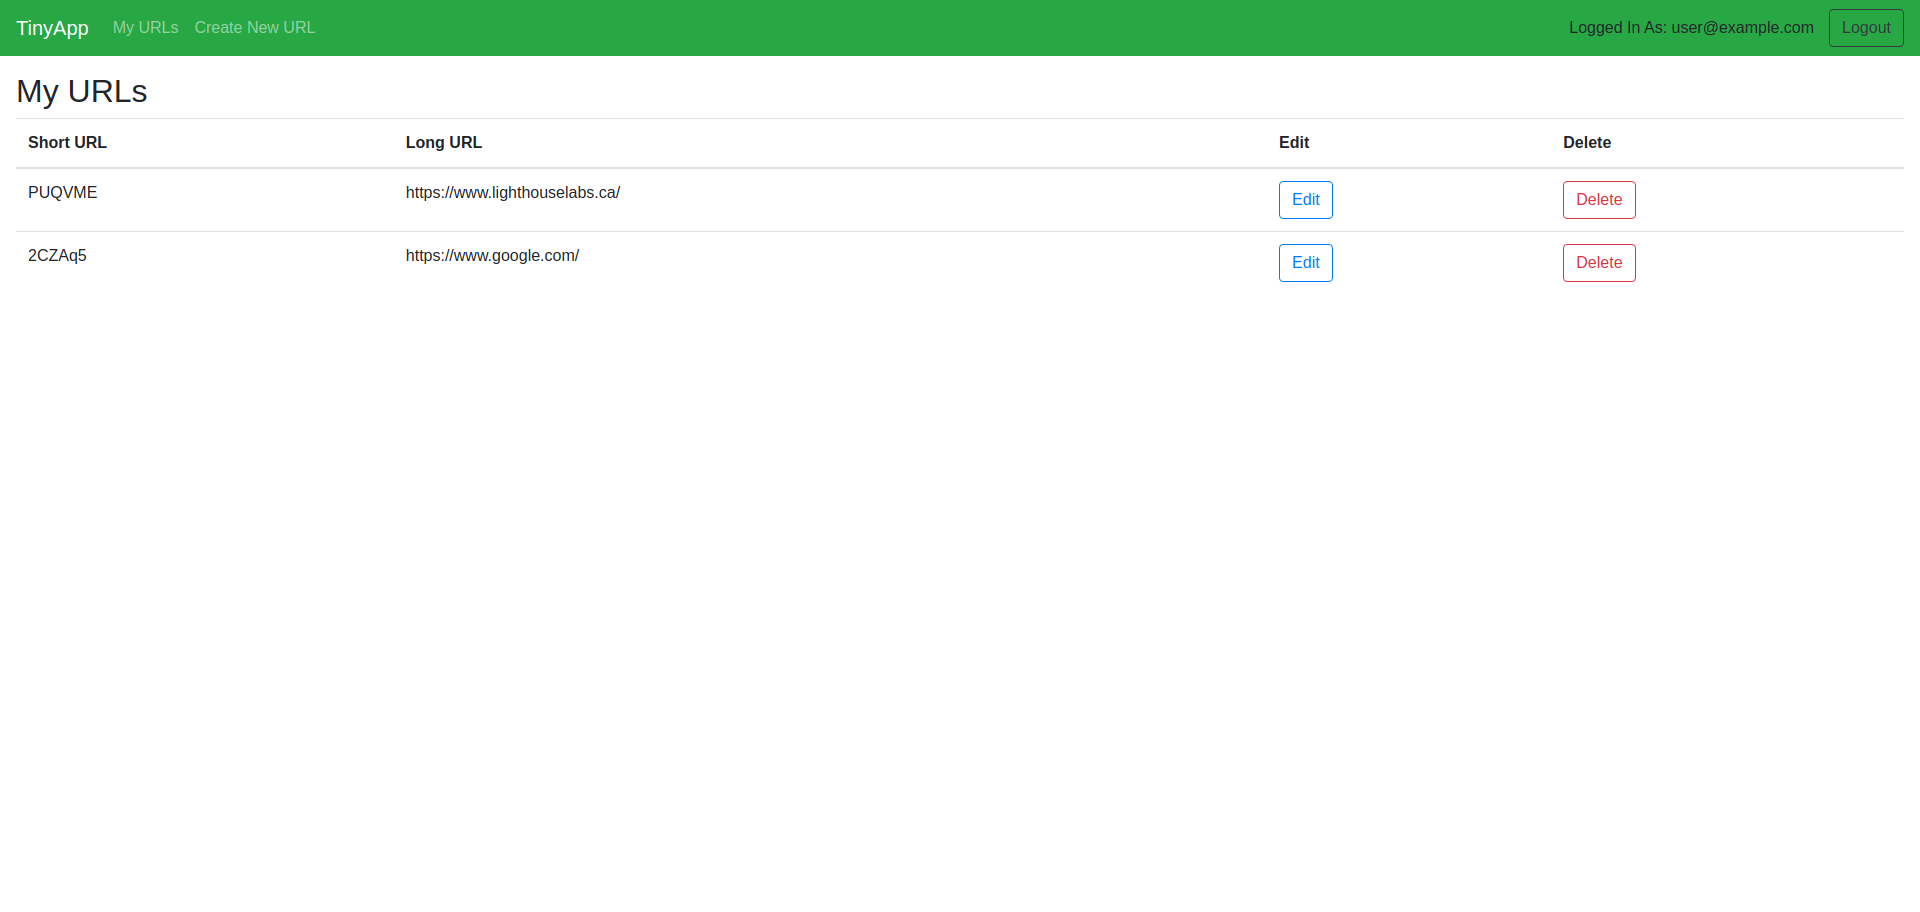 TinyApp My URLs Create New URL Logged In As: user@example.com Logout
My URLs
Short URL Long URL Edit Delete
PUQVME https://www.lighthouselabs.ca/ Edit Delete
2CZAq5 https://www.google.com/ Edit Delete